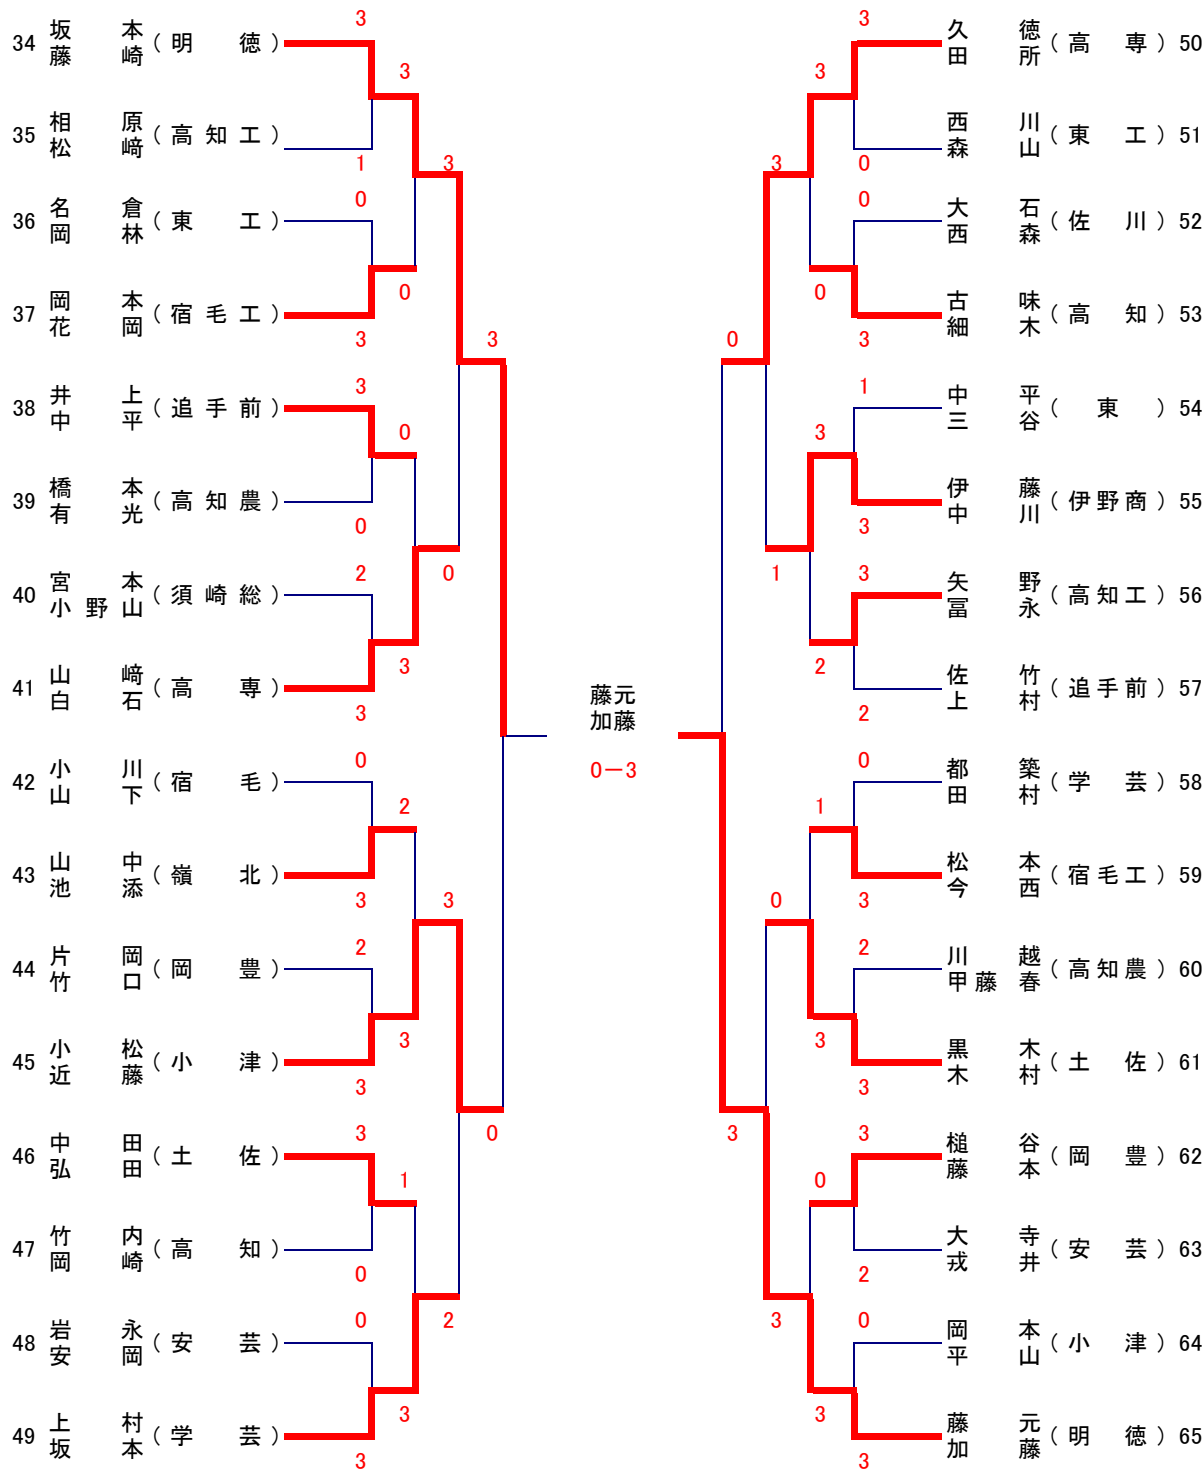 34 坂本 藤崎 (明徳) 3
35 相原 松﨑 (高知工) 1
36 名倉 岡林 (東工) 0
37 岡本 花岡 (宿毛工) 3
38 井上 中平 (追手前) 3
39 橋本 有光 (高知農) 0
40 宮本 小野山 (須崎総) 2
41 山﨑 白石 (高専) 3
42 小川 山下 (宿毛) 0
43 山中 池添 (嶺北) 3
44 片岡 竹口 (岡豊) 2
45 小松 近藤 (小津) 3
46 中田 弘田 (土佐) 3
47 竹内 岡崎 (高知) 0
48 岩永 安岡 (安芸) 0
49 上村 坂本 (学芸) 3
3
0
0
3
2
3
1
3
3
0
3
2
3
0
藤元
加藤
0－3
0
3
3
1
0
3
3
0
3
2
1
3
0
3
3 久徳 田所 (高専) 50
0 西川 森山 (東工) 51
0 大石 西森 (佐川) 52
3 古味 細木 (高知) 53
1 中平 三谷 (東) 54
3 伊藤 中川 (伊野商) 55
3 矢野 冨永 (高知工) 56
2 佐竹 上村 (追手前) 57
0 都築 田村 (学芸) 58
3 松本 今西 (宿毛工) 59
2 川越 甲藤春 (高知農) 60
3 黒木 木村 (土佐) 61
3 槌谷 藤本 (岡豊) 62
2 大寺 戎井 (安芸) 63
0 岡本 平山 (小津) 64
3 藤元 加藤 (明徳) 65